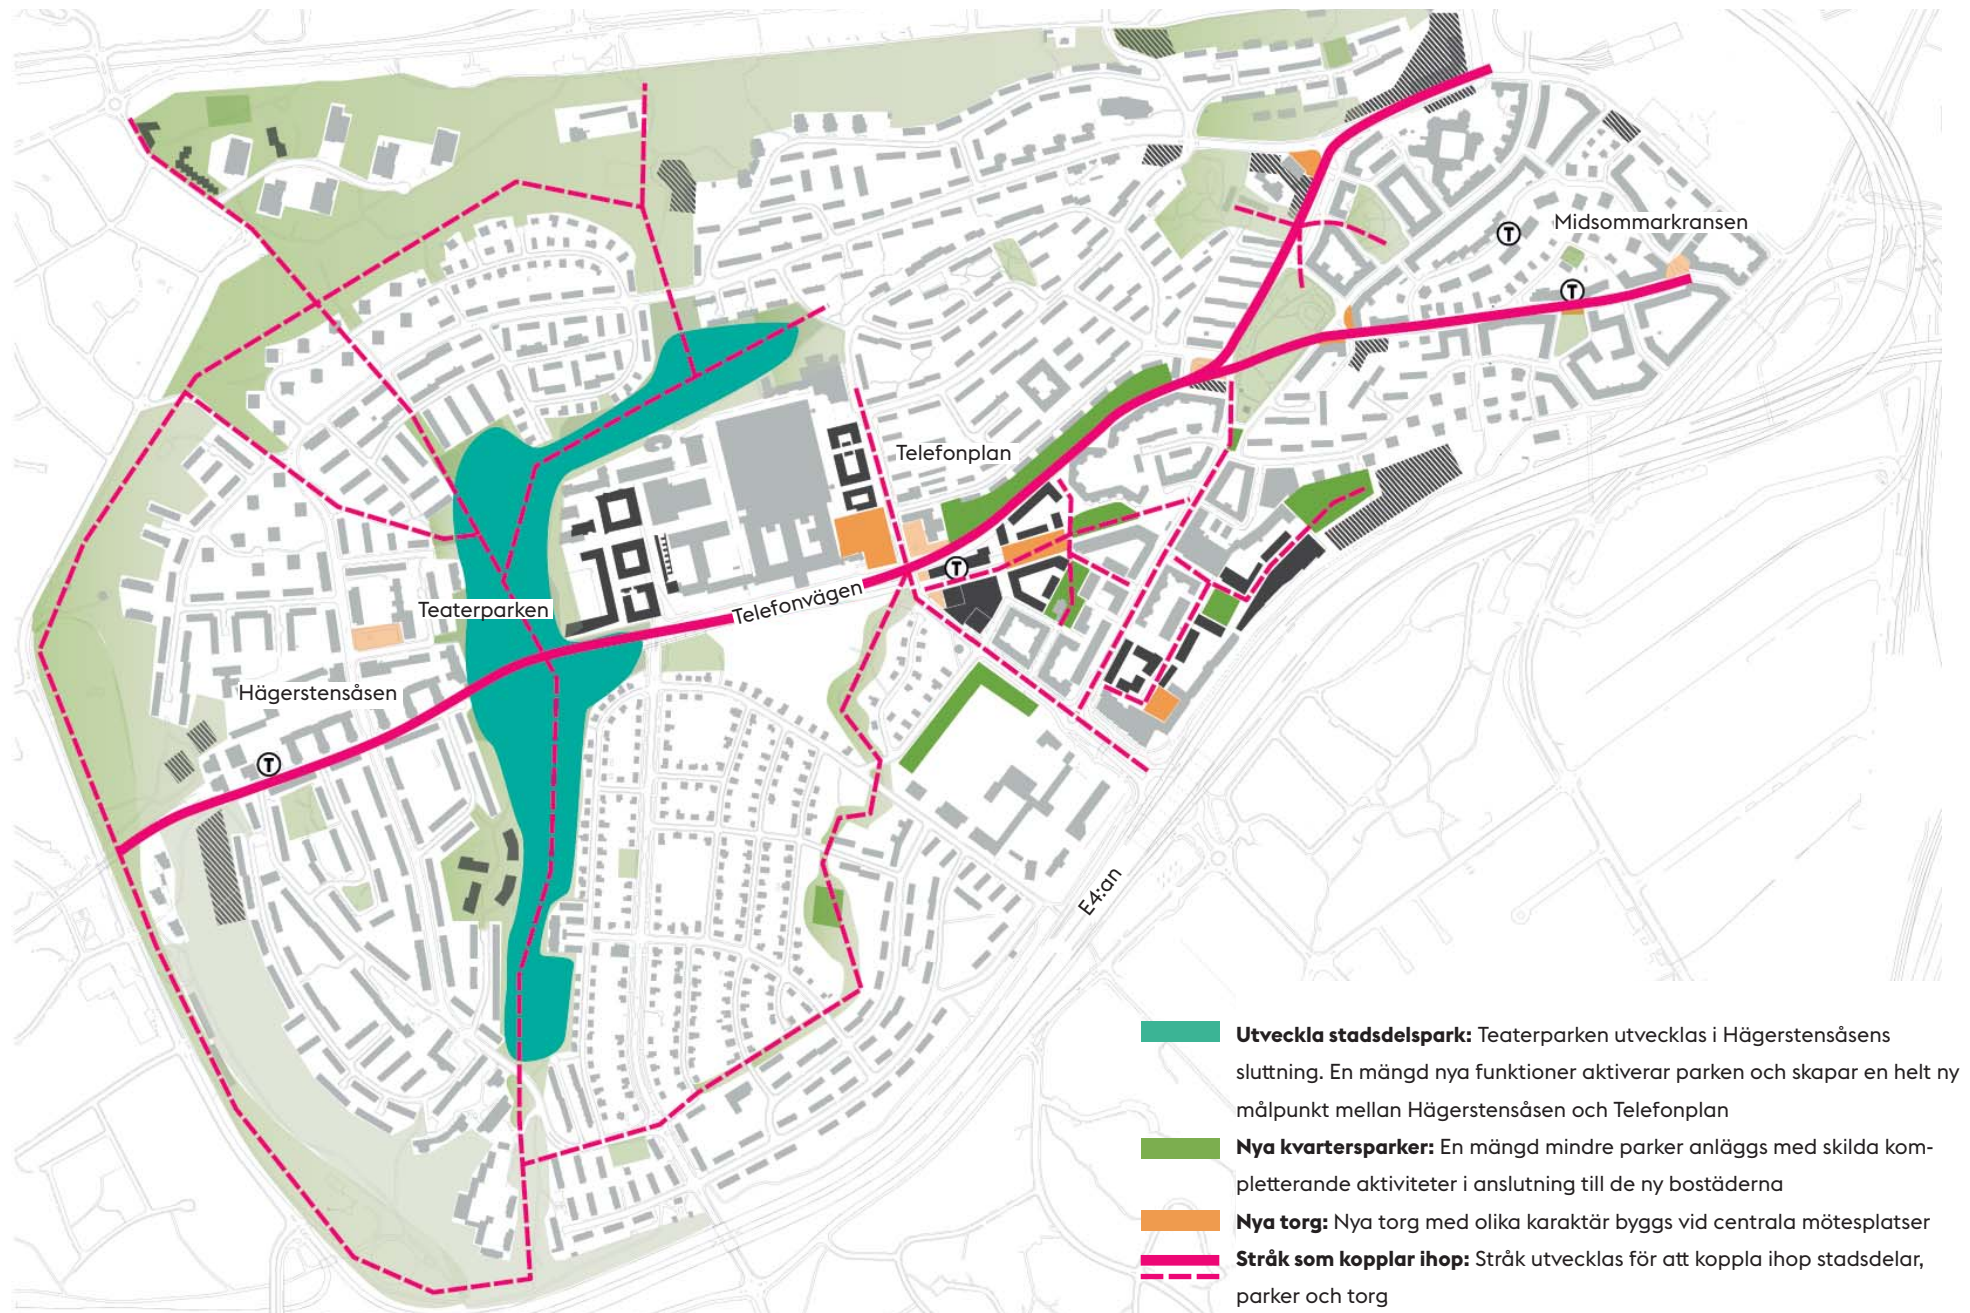 Midsommarkransen
T
T
Telefonplan
T
Telefonvägen
Teaterparken
Hägerstensåsen
T
E4:an
Utveckla stadsdelspark: Teaterparken utvecklas i Hägerstensåsens
sluttning. En mängd nya funktioner aktiverar parken och skapar en helt ny
målpunkt mellan Hägerstensåsen och Telefonplan
Nya kvartersparker: En mängd mindre parker anläggs med skilda kom-
pletterande aktiviteter i anslutning till de ny bostäderna
Nya torg: Nya torg med olika karaktär byggs vid centrala mötesplatser
Stråk som kopplar ihop: Stråk utvecklas för att koppla ihop stadsdelar,
parker och torg